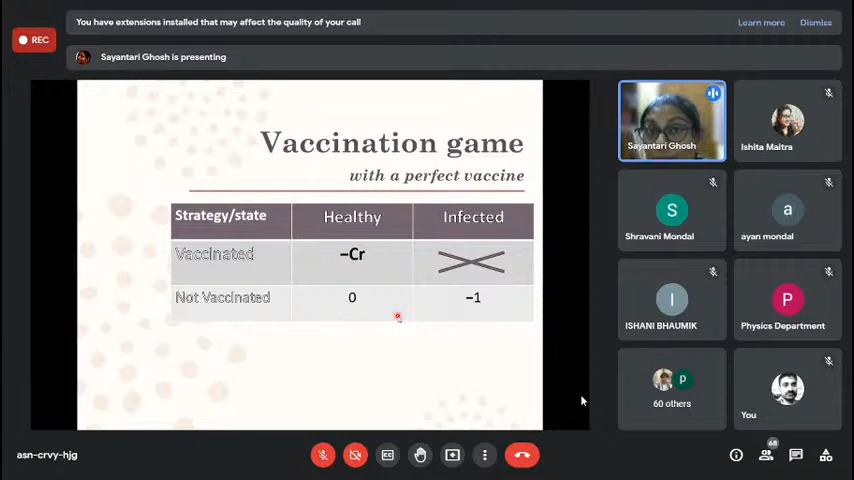 You have extensions installed that may affect the quality of your call
Learn more
Dismiss
REC
Sayantari Ghosh is presenting
Vaccination game
with a perfect vaccine
Strategy/state Healthy Infected
Vaccinated –Cr
Not Vaccinated 0 –1
Sayantari Ghosh
Ishita Maitra
S
Shravani Mondal
a
ayan mondal
I
ISHANI BHAUMIK
P
Physics Department
P
60 others
You
asn-crvy-hjg
CC
68